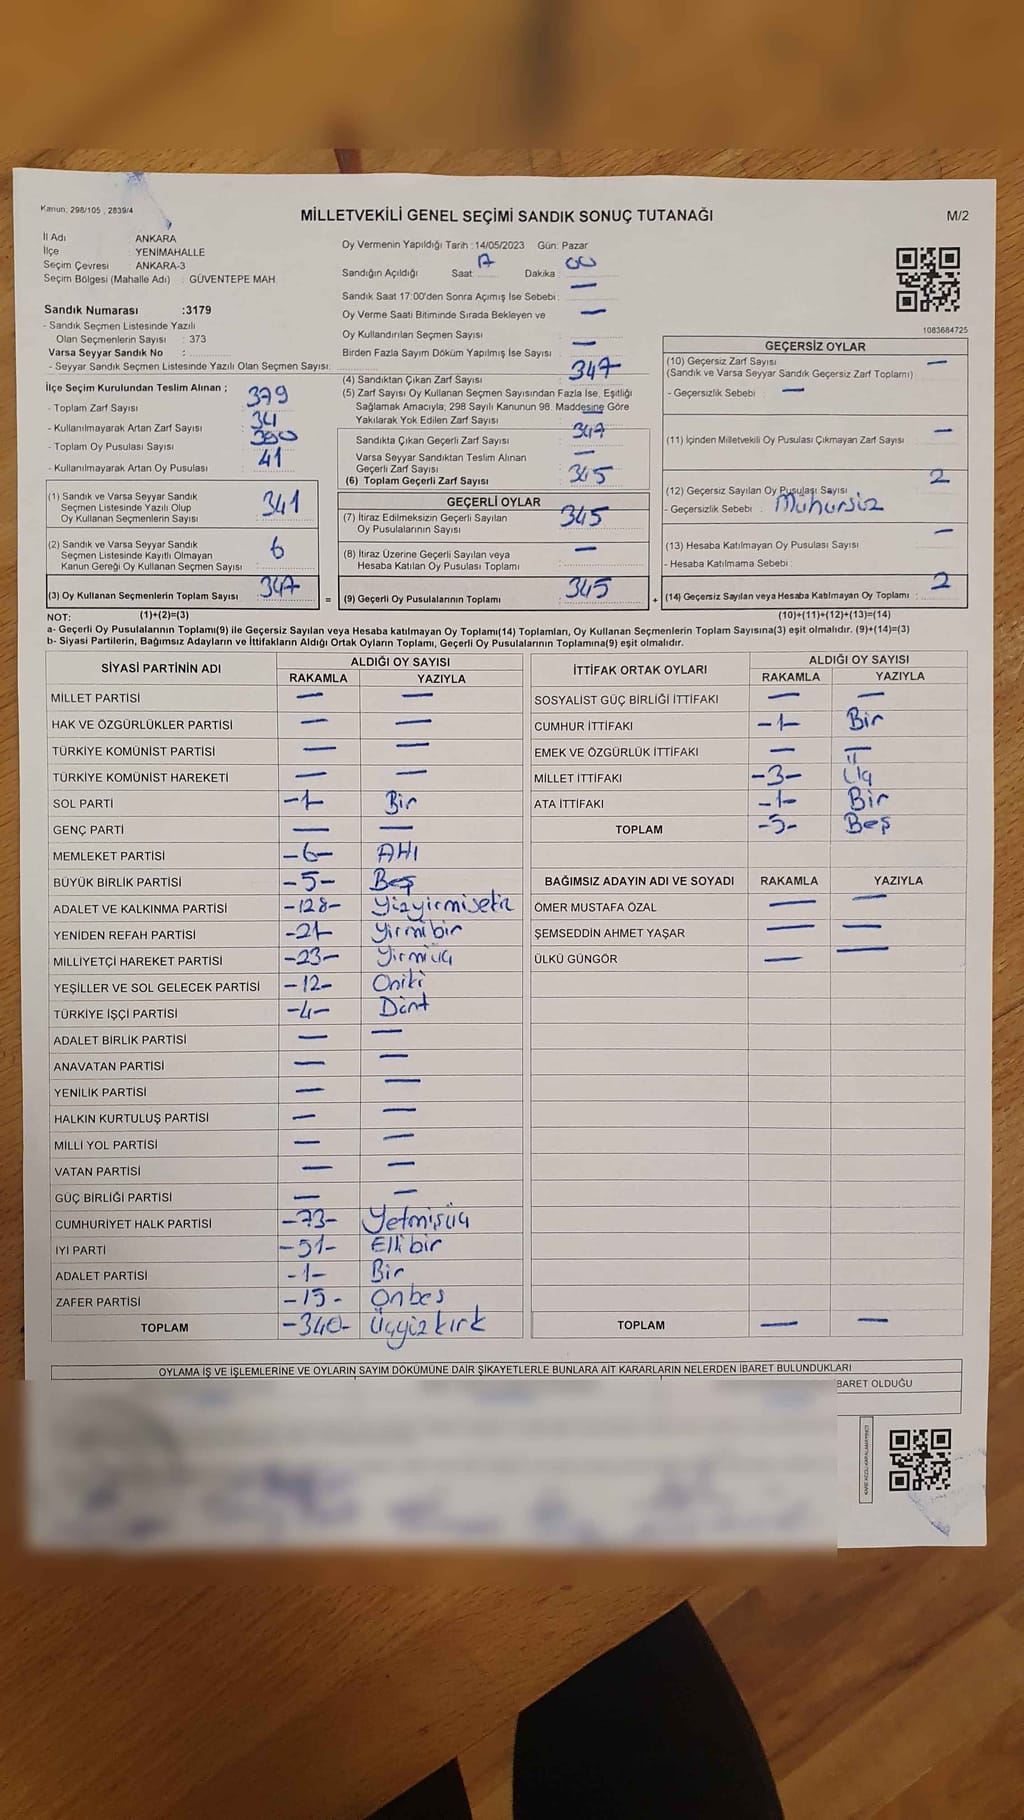 Kanun; 298/105 , 2839/4
MİLLETVEKİLİ GENEL SEÇİMİ SANDIK SONUÇ TUTANAĞI
M/2
İl Adı : ANKARA
İlçe : YENİMAHALLE
Seçim Çevresi : ANKARA-3
Seçim Bölgesi (Mahalle Adı) : GÜVENTEPE MAH.
Sandık Numarası :3179
- Sandık Seçmen Listesinde Yazılı
Olan Seçmenlerin Sayısı : 373
Varsa Seyyar Sandık No :
- Seyyar Sandık Seçmen Listesinde Yazılı Olan Seçmen Sayısı:
İlçe Seçim Kurulundan Teslim Alınan ;
- Toplam Zarf Sayısı : 379
- Kullanılmayarak Artan Zarf Sayısı : 34
- Toplam Oy Pusulası Sayısı : 380
- Kullanılmayarak Artan Oy Pusulası : 41
(1) Sandık ve Varsa Seyyar Sandık
Seçmen Listesinde Yazılı Olup
Oy Kullanan Seçmenlerin Sayısı : 341
(2) Sandık ve Varsa Seyyar Sandık
Seçmen Listesinde Kayıtlı Olmayan
Kanun Gereği Oy Kullanan Seçmen Sayısı : 6
(3) Oy Kullanan Seçmenlerin Toplam Sayısı : 347
Oy Vermenin Yapıldığı Tarih : 14/05/2023 Gün: Pazar
Sandığın Açıldığı Saat : 17 Dakika : 00
Sandık Saat 17:00'den Sonra Açımış İse Sebebi : —
Oy Verme Saati Bitiminde Sırada Bekleyen ve
Oy Kullandırılan Seçmen Sayısı : —
Birden Fazla Sayım Döküm Yapılmış İse Sayısı : —
(4) Sandıktan Çıkan Zarf Sayısı : 347
(5) Zarf Sayısı Oy Kullanan Seçmen Sayısından Fazla İse, Eşitliği
Sağlamak Amacıyla; 298 Sayılı Kanunun 98. Maddesine Göre
Yakılarak Yok Edilen Zarf Sayısı : —
Sandıkta Çıkan Geçerli Zarf Sayısı : 347
Varsa Seyyar Sandıktan Teslim Alınan
Geçerli Zarf Sayısı : —
(6) Toplam Geçerli Zarf Sayısı : 345
GEÇERLİ OYLAR
(7) İtiraz Edilmeksizin Geçerli Sayılan
Oy Pusulalarının Sayısı : 345
(8) İtiraz Üzerine Geçerli Sayılan veya
Hesaba Katılan Oy Pusulası Toplamı : —
= (9) Geçerli Oy Pusulalarının Toplamı : 345
1083684725
GEÇERSİZ OYLAR
(10) Geçersiz Zarf Sayısı : —
(Sandık ve Varsa Seyyar Sandık Geçersiz Zarf Toplamı)
- Geçersizlik Sebebi : —
(11) İçinden Milletvekili Oy Pusulası Çıkmayan Zarf Sayısı : —
(12) Geçersiz Sayılan Oy Pusulası Sayısı : 2
- Geçersizlik Sebebi : Mühürsüz
(13) Hesaba Katılmayan Oy Pusulası Sayısı : —
- Hesaba Katılmama Sebebi :
+ (14) Geçersiz Sayılan veya Hesaba Katılmayan Oy Toplamı : 2
NOT: (1)+(2)=(3) (10)+(11)+(12)+(13)=(14)
a- Geçerli Oy Pusulalarının Toplamı(9) ile Geçersiz Sayılan veya Hesaba katılmayan Oy Toplamı(14) Toplamları, Oy Kullanan Seçmenlerin Toplam Sayısına(3) eşit olmalıdır. (9)+(14)=(3)
b- Siyasi Partilerin, Bağımsız Adayların ve İttifakların Aldığı Ortak Oyların Toplamı, Geçerli Oy Pusulalarının Toplamına(9) eşit olmalıdır.
SİYASİ PARTİNİN ADI ALDIĞI OY SAYISI
RAKAMLA YAZIYLA
MİLLET PARTİSİ — —
HAK VE ÖZGÜRLÜKLER PARTİSİ — —
TÜRKİYE KOMÜNİST PARTİSİ — —
TÜRKİYE KOMÜNİST HAREKETİ — —
SOL PARTİ -1- Bir
GENÇ PARTİ — —
MEMLEKET PARTİSİ -6- Altı
BÜYÜK BİRLİK PARTİSİ -5- Beş
ADALET VE KALKINMA PARTİSİ -128- Yüzyirmisekiz
YENİDEN REFAH PARTİSİ -21- Yirmibir
MİLLİYETÇİ HAREKET PARTİSİ -23- Yirmiüç
YEŞİLLER VE SOL GELECEK PARTİSİ -12- Oniki
TÜRKİYE İŞÇİ PARTİSİ -4- Dört
ADALET BİRLİK PARTİSİ — —
ANAVATAN PARTİSİ — —
YENİLİK PARTİSİ — —
HALKIN KURTULUŞ PARTİSİ — —
MİLLİ YOL PARTİSİ — —
VATAN PARTİSİ — —
GÜÇ BİRLİĞİ PARTİSİ — —
CUMHURİYET HALK PARTİSİ -73- Yetmişüç
İYİ PARTİ -51- Ellibir
ADALET PARTİSİ -1- Bir
ZAFER PARTİSİ -15- Onbeş
TOPLAM -340- Üçyüzkırk
İTTİFAK ORTAK OYLARI ALDIĞI OY SAYISI
RAKAMLA YAZIYLA
SOSYALİST GÜÇ BİRLİĞİ İTTİFAKI — —
CUMHUR İTTİFAKI -1- Bir
EMEK VE ÖZGÜRLÜK İTTİFAKI — —
MİLLET İTTİFAKI -3- Üç
ATA İTTİFAKI -1- Bir
TOPLAM -5- Beş
BAĞIMSIZ ADAYIN ADI VE SOYADI RAKAMLA YAZIYLA
ÖMER MUSTAFA ÖZAL — —
ŞEMSEDDİN AHMET YAŞAR — —
ÜLKÜ GÜNGÖR — —
TOPLAM — —
OYLAMA İŞ VE İŞLEMLERİNE VE OYLARIN SAYIM DÖKÜMÜNE DAİR ŞİKAYETLERLE BUNLARA AİT KARARLARIN NELERDEN İBARET BULUNDUKLARI
BARET OLDUĞU